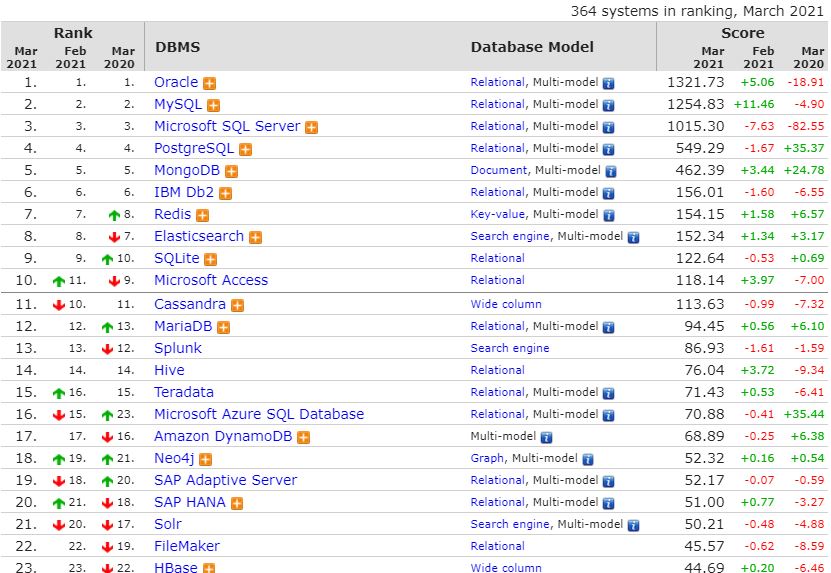 364 systems in ranking, March 2021
Rank DBMS Database Model Score
Mar 2021 Feb 2021 Mar 2020 Mar 2021 Feb 2021 Mar 2020
1. 1. 1. Oracle Relational, Multi-model 1321.73 +5.06 -18.91
2. 2. 2. MySQL Relational, Multi-model 1254.83 +11.46 -4.90
3. 3. 3. Microsoft SQL Server Relational, Multi-model 1015.30 -7.63 -82.55
4. 4. 4. PostgreSQL Relational, Multi-model 549.29 -1.67 +35.37
5. 5. 5. MongoDB Document, Multi-model 462.39 +3.44 +24.78
6. 6. 6. IBM Db2 Relational, Multi-model 156.01 -1.60 -6.55
7. 7. 8. Redis Key-value, Multi-model 154.15 +1.58 +6.57
8. 8. 7. Elasticsearch Search engine, Multi-model 152.34 +1.34 +3.17
9. 9. 10. SQLite Relational 122.64 -0.53 +0.69
10. 11. 9. Microsoft Access Relational 118.14 +3.97 -7.00
11. 10. 11. Cassandra Wide column 113.63 -0.99 -7.32
12. 12. 13. MariaDB Relational, Multi-model 94.45 +0.56 +6.10
13. 13. 12. Splunk Search engine 86.93 -1.61 -1.59
14. 14. 14. Hive Relational 76.04 +3.72 -9.34
15. 16. 15. Teradata Relational, Multi-model 71.43 +0.53 -6.41
16. 15. 23. Microsoft Azure SQL Database Relational, Multi-model 70.88 -0.41 +35.44
17. 17. 16. Amazon DynamoDB Multi-model 68.89 -0.25 +6.38
18. 19. 21. Neo4j Graph, Multi-model 52.32 +0.16 +0.54
19. 18. 20. SAP Adaptive Server Relational, Multi-model 52.17 -0.07 -0.59
20. 21. 18. SAP HANA Relational, Multi-model 51.00 +0.77 -3.27
21. 20. 17. Solr Search engine, Multi-model 50.21 -0.48 -4.88
22. 22. 19. FileMaker Relational 45.57 -0.62 -8.59
23. 23. 22. HBase Wide column 44.69 +0.20 -6.46